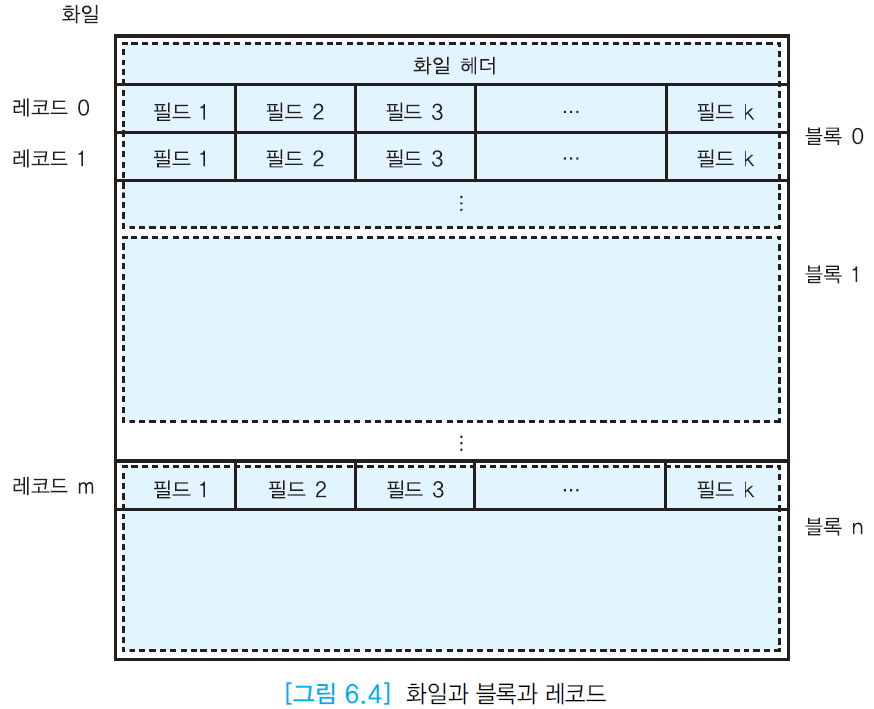 화일
화일 헤더
레코드 0 필드 1 필드 2 필드 3 ··· 필드 k
블록 0
레코드 1 필드 1 필드 2 필드 3 ··· 필드 k
⋮
블록 1
⋮
레코드 m 필드 1 필드 2 필드 3 ··· 필드 k
블록 n
[그림 6.4] 화일과 블록과 레코드